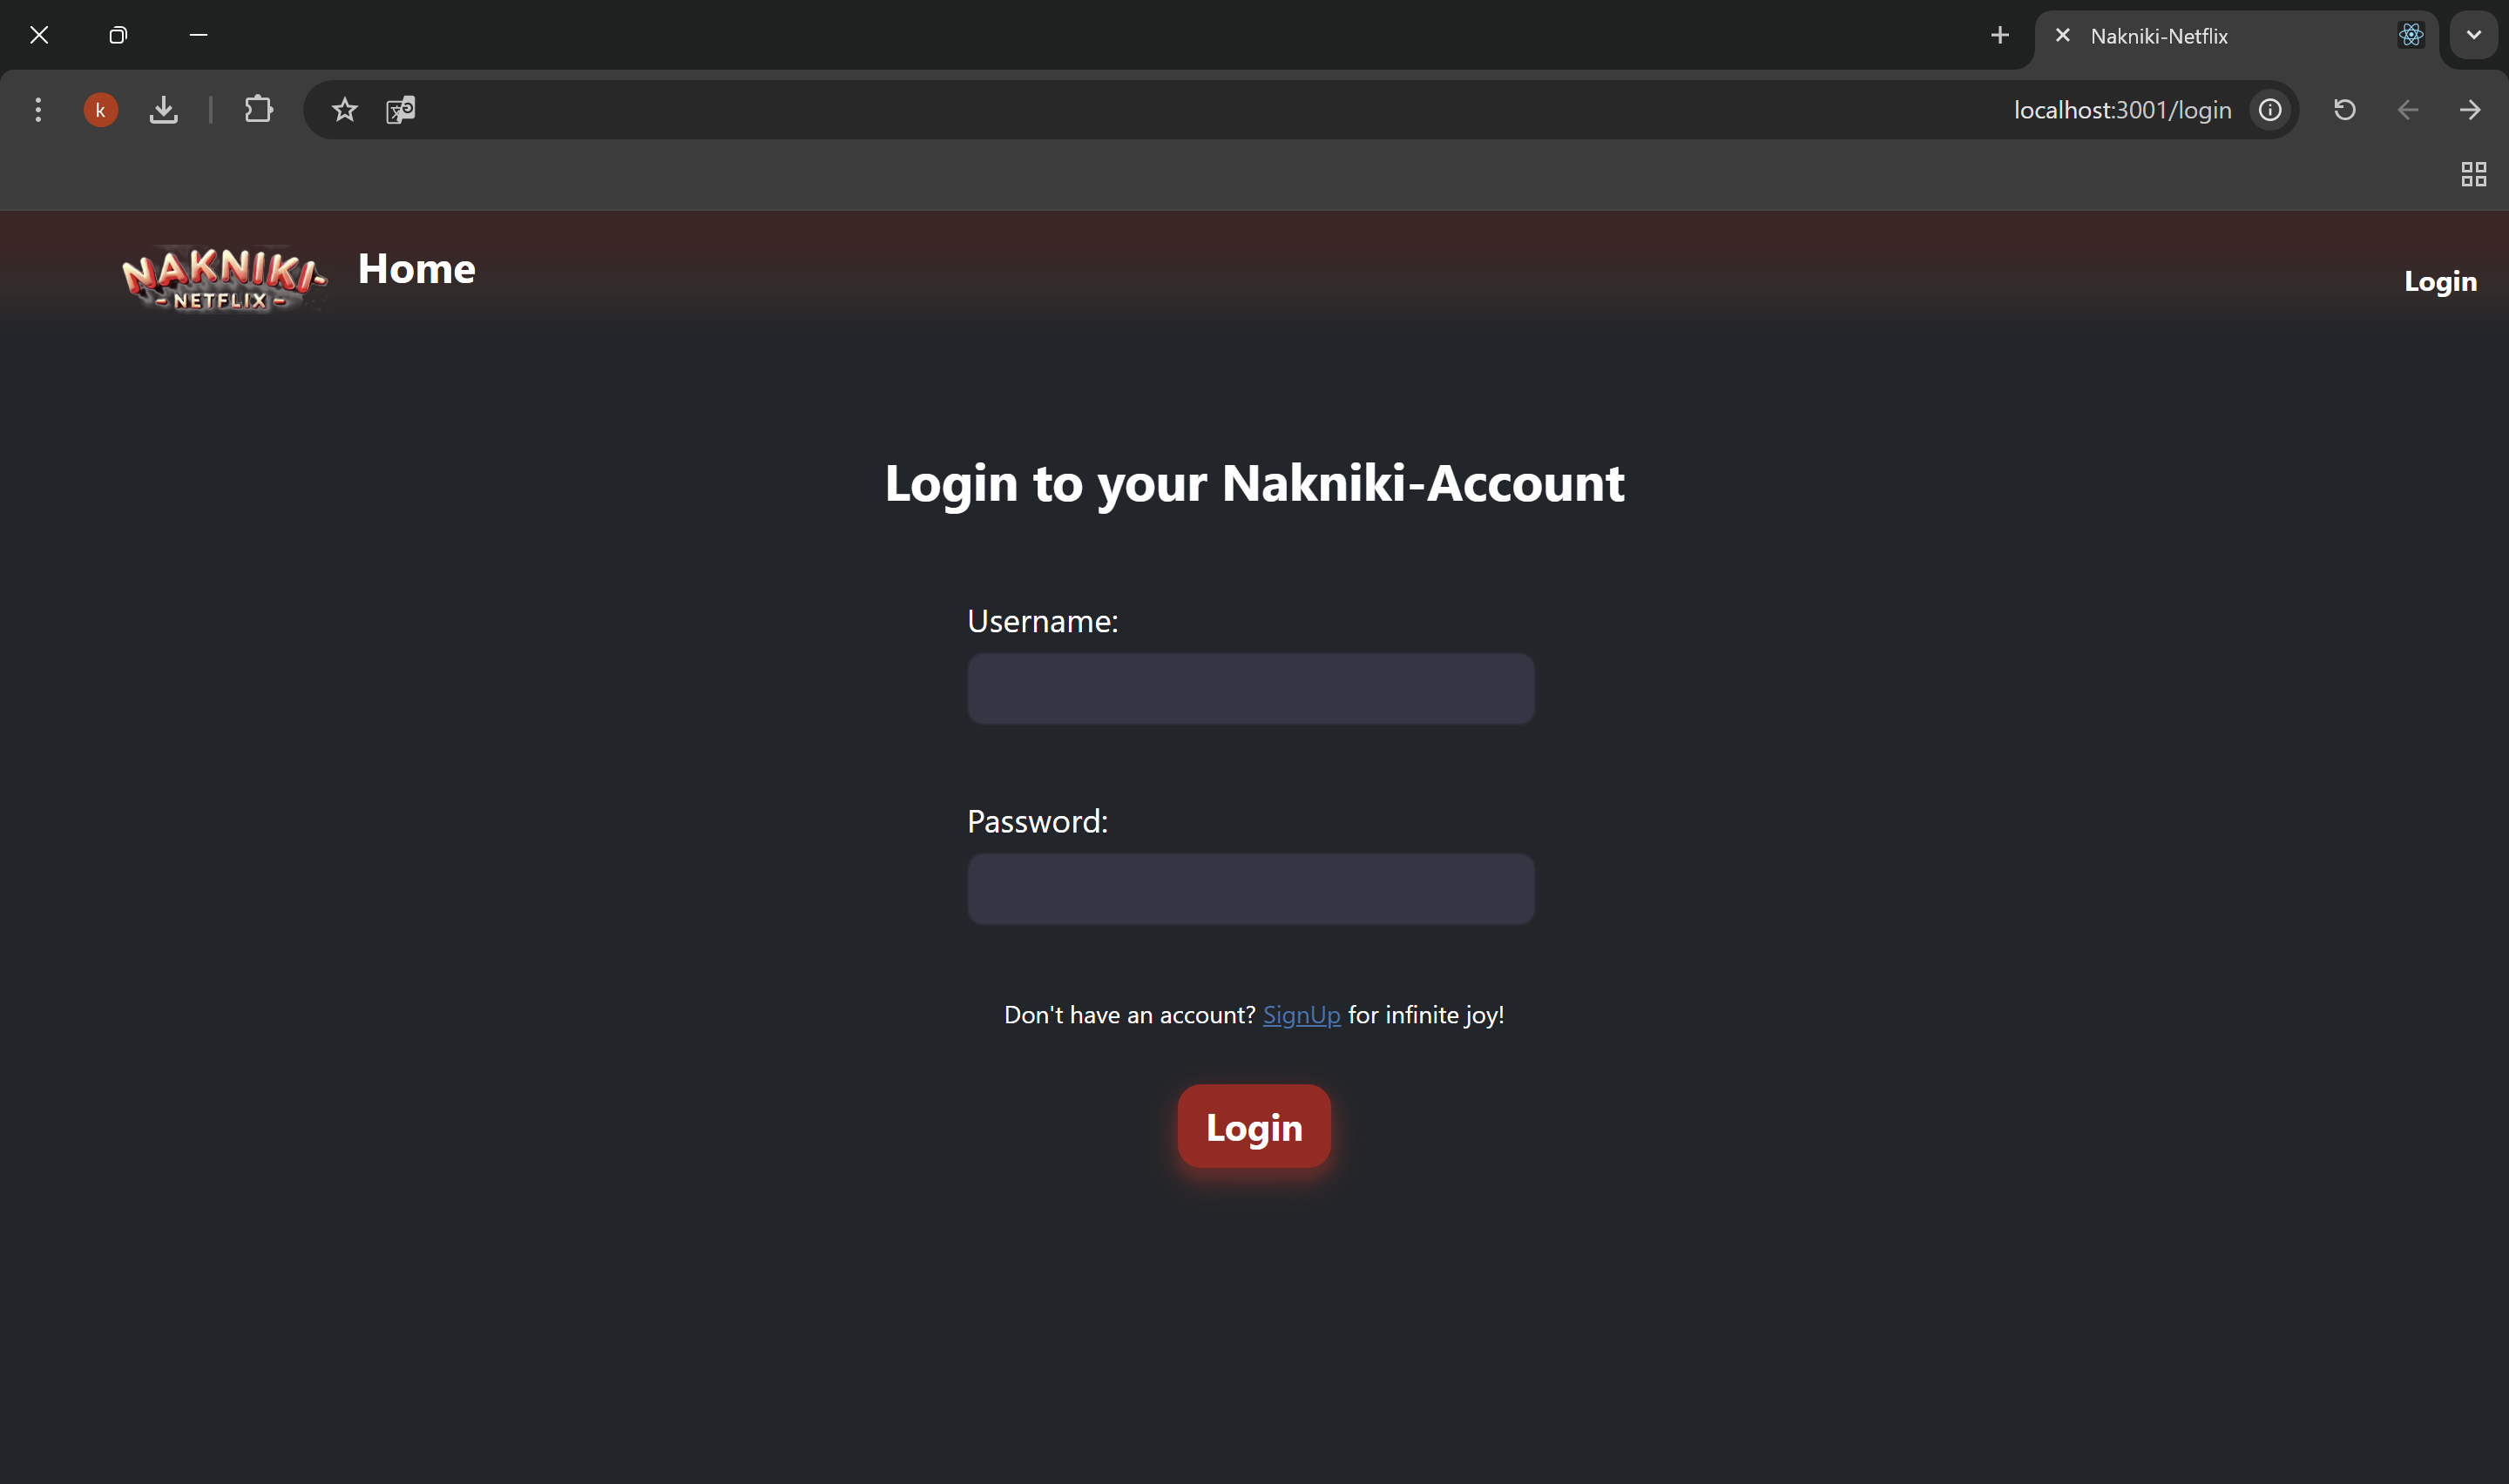 Nakniki-Netflix
k
localhost:3001/login
NAKNIKI-
-NETFLIX-
Home
Login
Login to your Nakniki-Account
Username:
Password:
Don't have an account? SignUp for infinite joy!
Login